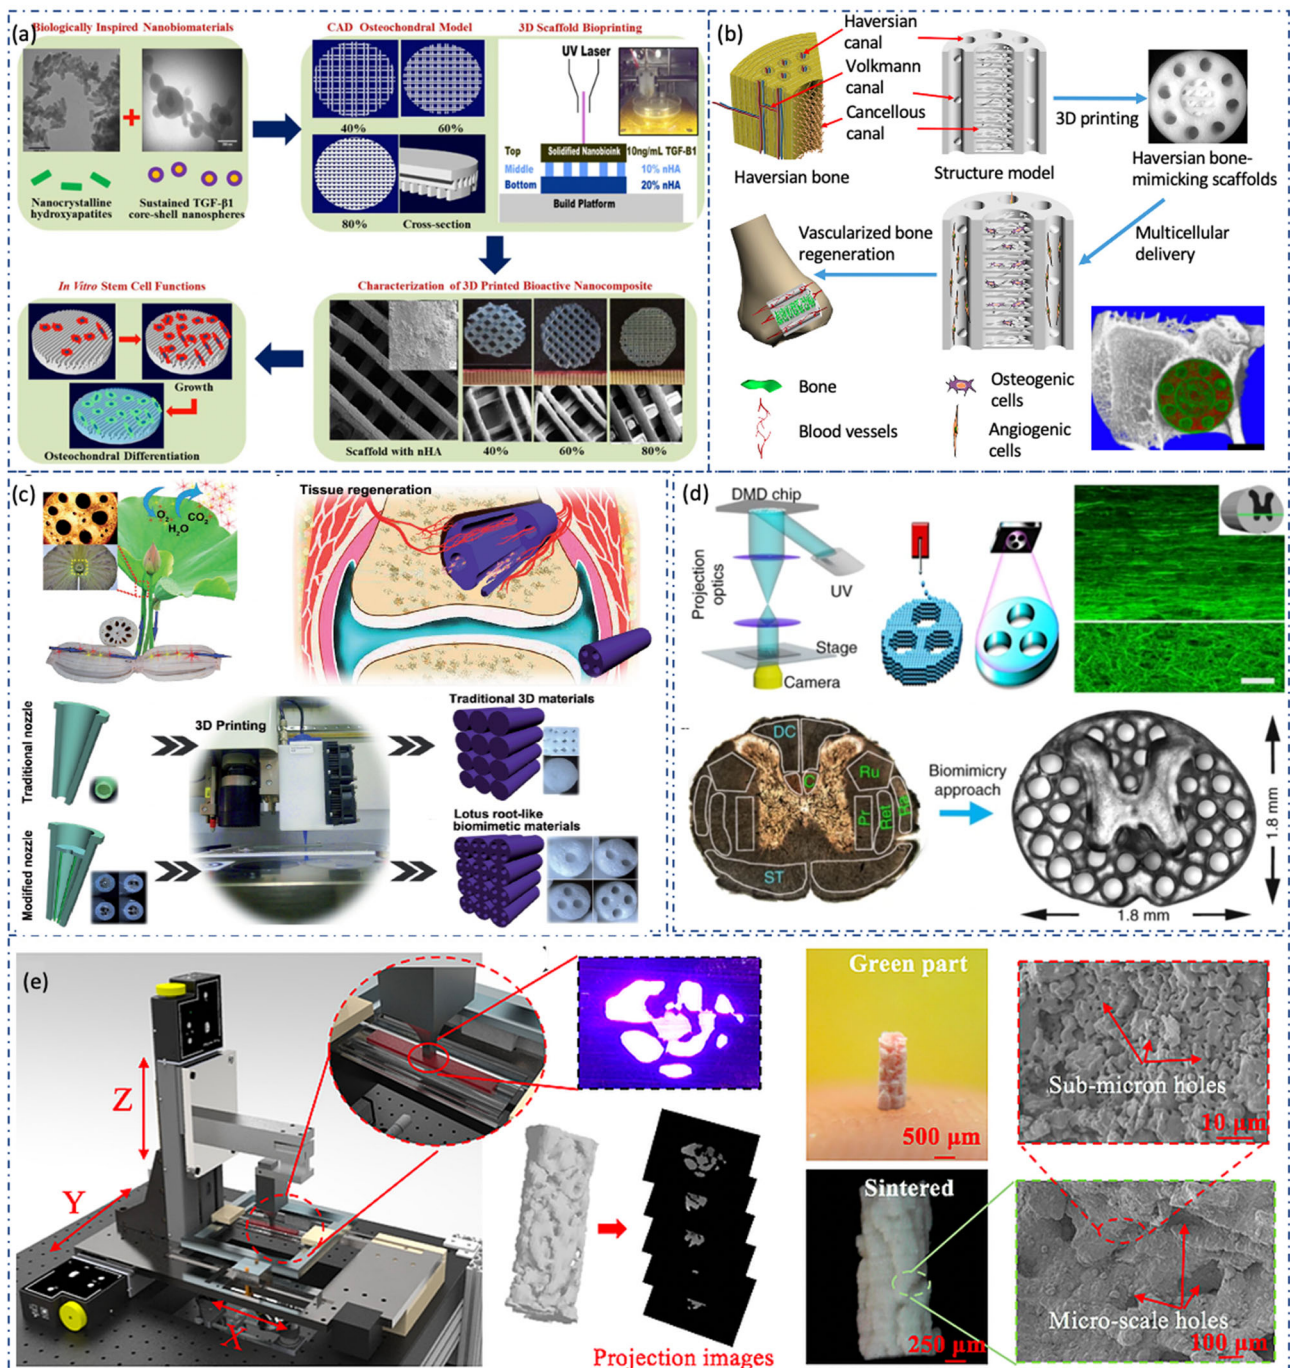 (a)
Biologically Inspired Nanobiomaterials
Nanocrystalline
hydroxyapatites
Sustained TGF-β1
core-shell nanospheres
CAD Osteochondral Model
40%
60%
80%
Cross-section
3D Scaffold Bioprinting
UV Laser
Top
Solidified Nanobioink
10ng/mL TGF-B1
Middle
10% nHA
Bottom
20% nHA
Build Platform
In Vitro Stem Cell Functions
Growth
Osteochondral Differentiation
Characterization of 3D Printed Bioactive Nanocomposite
Scaffold with nHA
40%
60%
80%
(b)
Haversian
canal
Volkmann
canal
Cancellous
canal
Haversian bone
Structure model
3D printing
Haversian bone-
mimicking scaffolds
Multicellular
delivery
Vascularized bone
regeneration
Bone
Blood vessels
Osteogenic
cells
Angiogenic
cells
(c)
O2
H2O
CO2
Tissue regeneration
Traditional nozzle
Modified nozzle
3D Printing
Traditional 3D materials
Lotus root-like
biomimetic materials
(d)
DMD chip
Projection
optics
UV
Stage
Camera
DC
C
Ru
Pr
Ret
Ra
ST
Biomimicry
approach
1.8 mm
1.8 mm
(e)
Z
Y
X
Projection images
Green part
500 μm
Sintered
250 μm
Sub-micron holes
10 μm
Micro-scale holes
100 μm